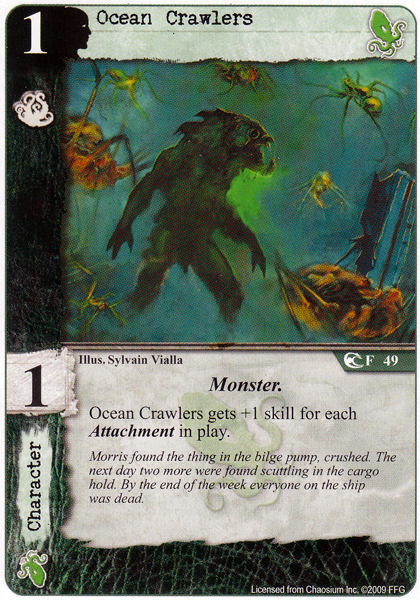 1
Ocean Crawlers
Illus. Sylvain Vialla
F 49
1
Monster.
Ocean Crawlers gets +1 skill for each
Attachment in play.
Morris found the thing in the bilge pump, crushed. The
next day two more were found scuttling in the cargo
hold. By the end of the week everyone on the ship
was dead.
Character
Licensed from Chaosium Inc. ©2009 FFG